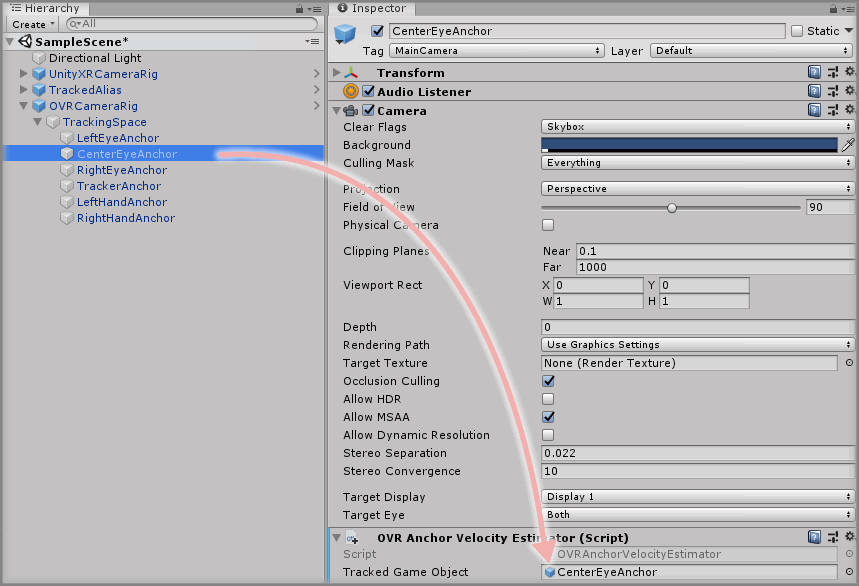 Hierarchy
Create
All
SampleScene*
Directional Light
UnityXRCameraRig
TrackedAlias
OVRCameraRig
TrackingSpace
LeftEyeAnchor
CenterEyeAnchor
RightEyeAnchor
TrackerAnchor
LeftHandAnchor
RightHandAnchor
Inspector
CenterEyeAnchor
Static
Tag MainCamera Layer Default
Transform
Audio Listener
Camera
Clear Flags Skybox
Background
Culling Mask Everything
Projection Perspective
Field of View 90
Physical Camera
Clipping Planes Near 0.1
Far 1000
Viewport Rect X 0 Y 0
W 1 H 1
Depth 0
Rendering Path Use Graphics Settings
Target Texture None (Render Texture)
Occlusion Culling
Allow HDR
Allow MSAA
Allow Dynamic Resolution
Stereo Separation 0.022
Stereo Convergence 10
Target Display Display 1
Target Eye Both
OVR Anchor Velocity Estimator (Script)
Script OVRAnchorVelocityEstimator
Tracked Game Object CenterEyeAnchor